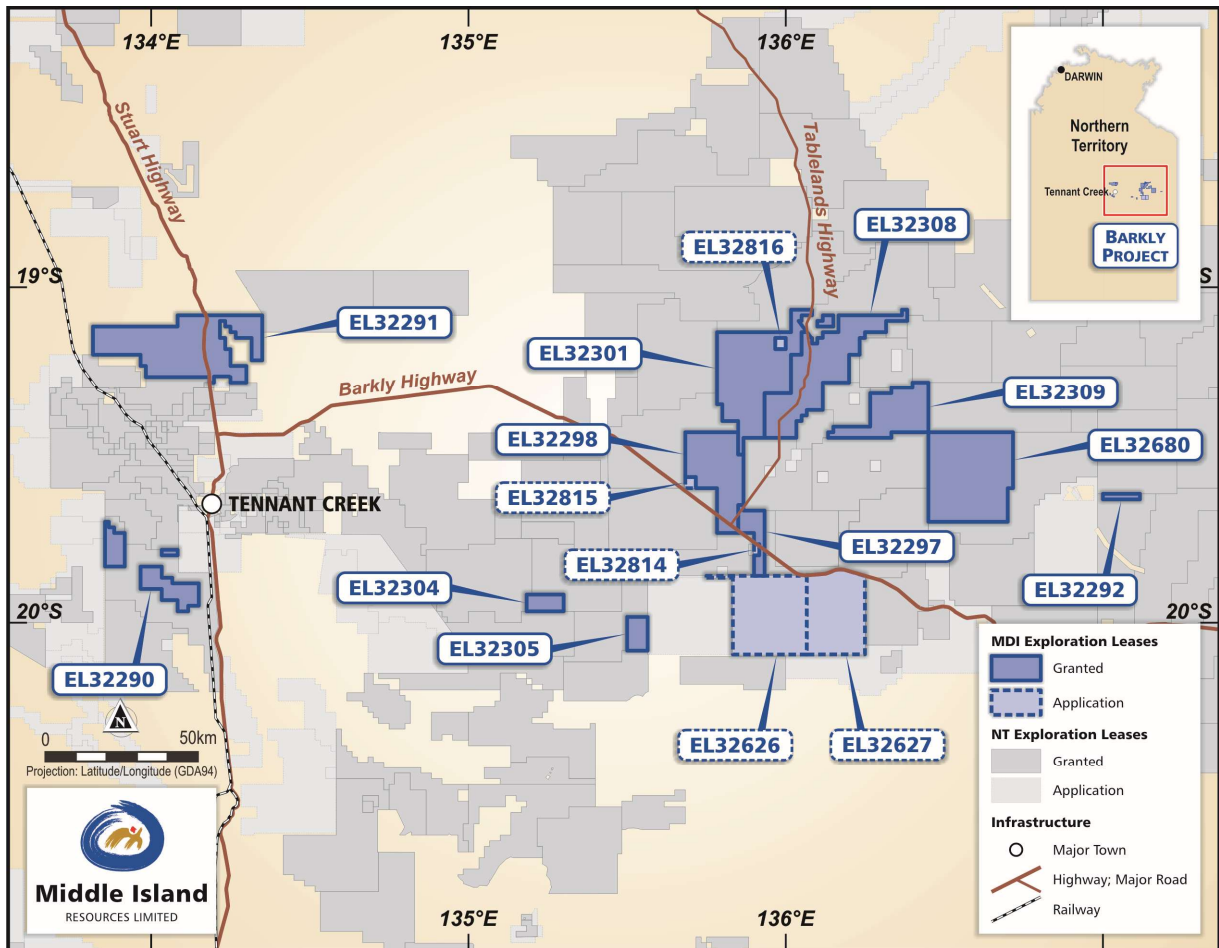 134°E
135°E
136°E
DARWIN
Northern
Territory
Tennant Creek
BARKLY
PROJECT
Stuart Highway
Tablelands Highway
EL32308
EL32816
19°S
S
EL32291
EL32301
Barkly Highway
EL32309
EL32298
EL32680
EL32815
TENNANT CREEK
EL32297
EL32814
EL32304
EL32292
20°S
20°S
EL32305
EL32290
N
0 50km
Projection: Latitude/Longitude (GDA94)
EL32626
EL32627
MDI Exploration Leases
Granted
Application
NT Exploration Leases
Granted
Application
Infrastructure
Major Town
Highway; Major Road
Railway
Middle Island
RESOURCES LIMITED
135°E
136°E